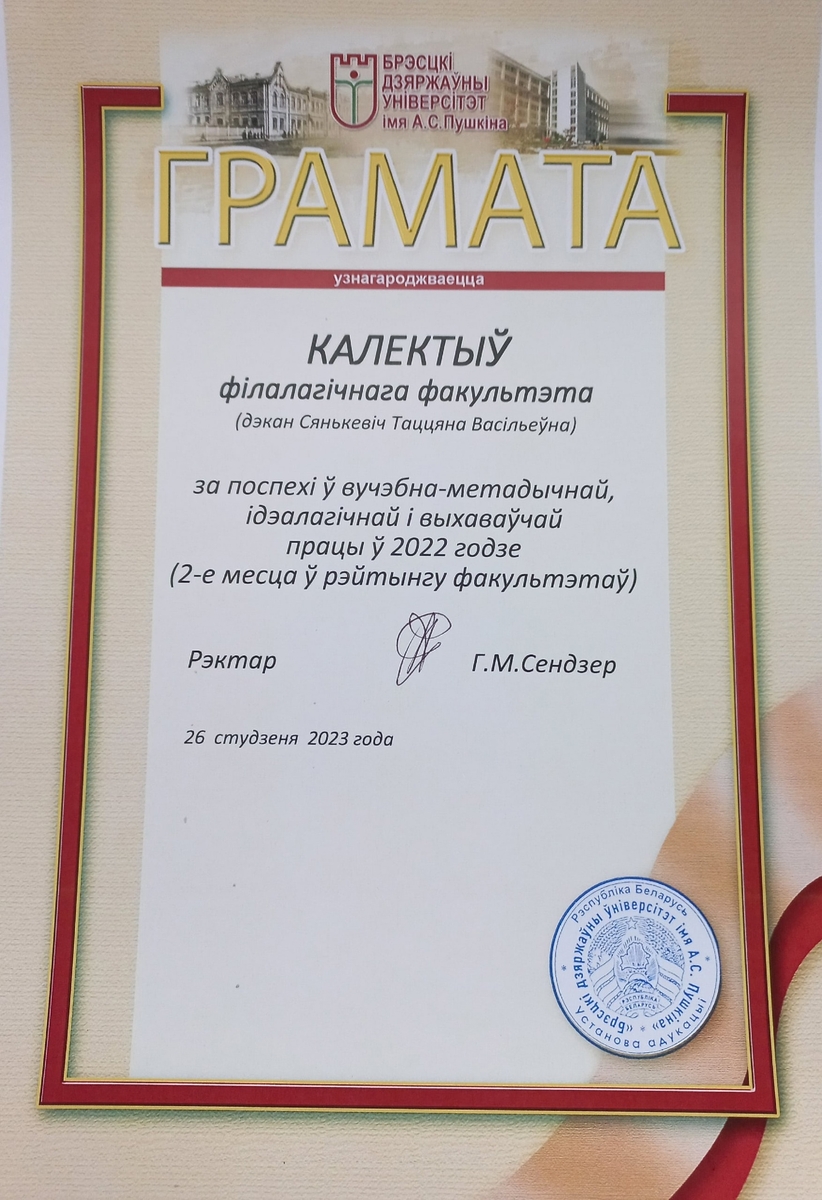 БРЭСЦКІ
ДЗЯРЖАЎНЫ
УНІВЕРСІТЭТ
імя А.С.Пушкіна
ГРАМАТА
узнагароджваецца
КАЛЕКТЫЎ
філалагічнага факультэта
(дэкан Сянькевіч Таццяна Васільеўна)
за поспехі ў вучэбна-метадычнай,
ідэалагічнай і выхаваўчай
працы ў 2022 годзе
(2-е месца ў рэйтынгу факультэтаў)
Рэктар Г.М.Сендзер
26 студзеня 2023 года
Рэспубліка Беларусь
"Брэсцкі дзяржаўны ўніверсітэт імя А.С. Пушкіна"
Установа адукацыі
РЭСПУБЛІКА
БЕЛАРУСЬ